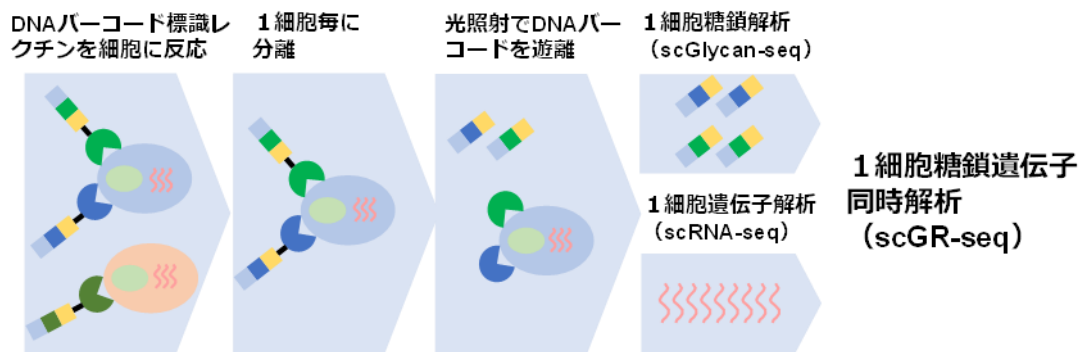 DNAバーコード標識レ
クチンを細胞に反応
１細胞毎に
分離
光照射でDNAバー
コードを遊離
１細胞糖鎖解析
（scGlycan-seq）
１細胞遺伝子解析
（scRNA-seq）
１細胞糖鎖遺伝子
同時解析
（scGR-seq）